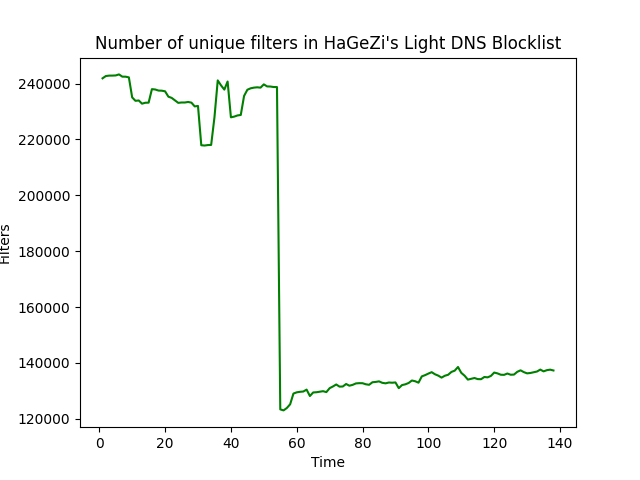 Number of unique filters in HaGeZi's Light DNS Blocklist
Filters
240000
220000
200000
180000
160000
140000
120000
0 20 40 60 80 100 120 140
Time